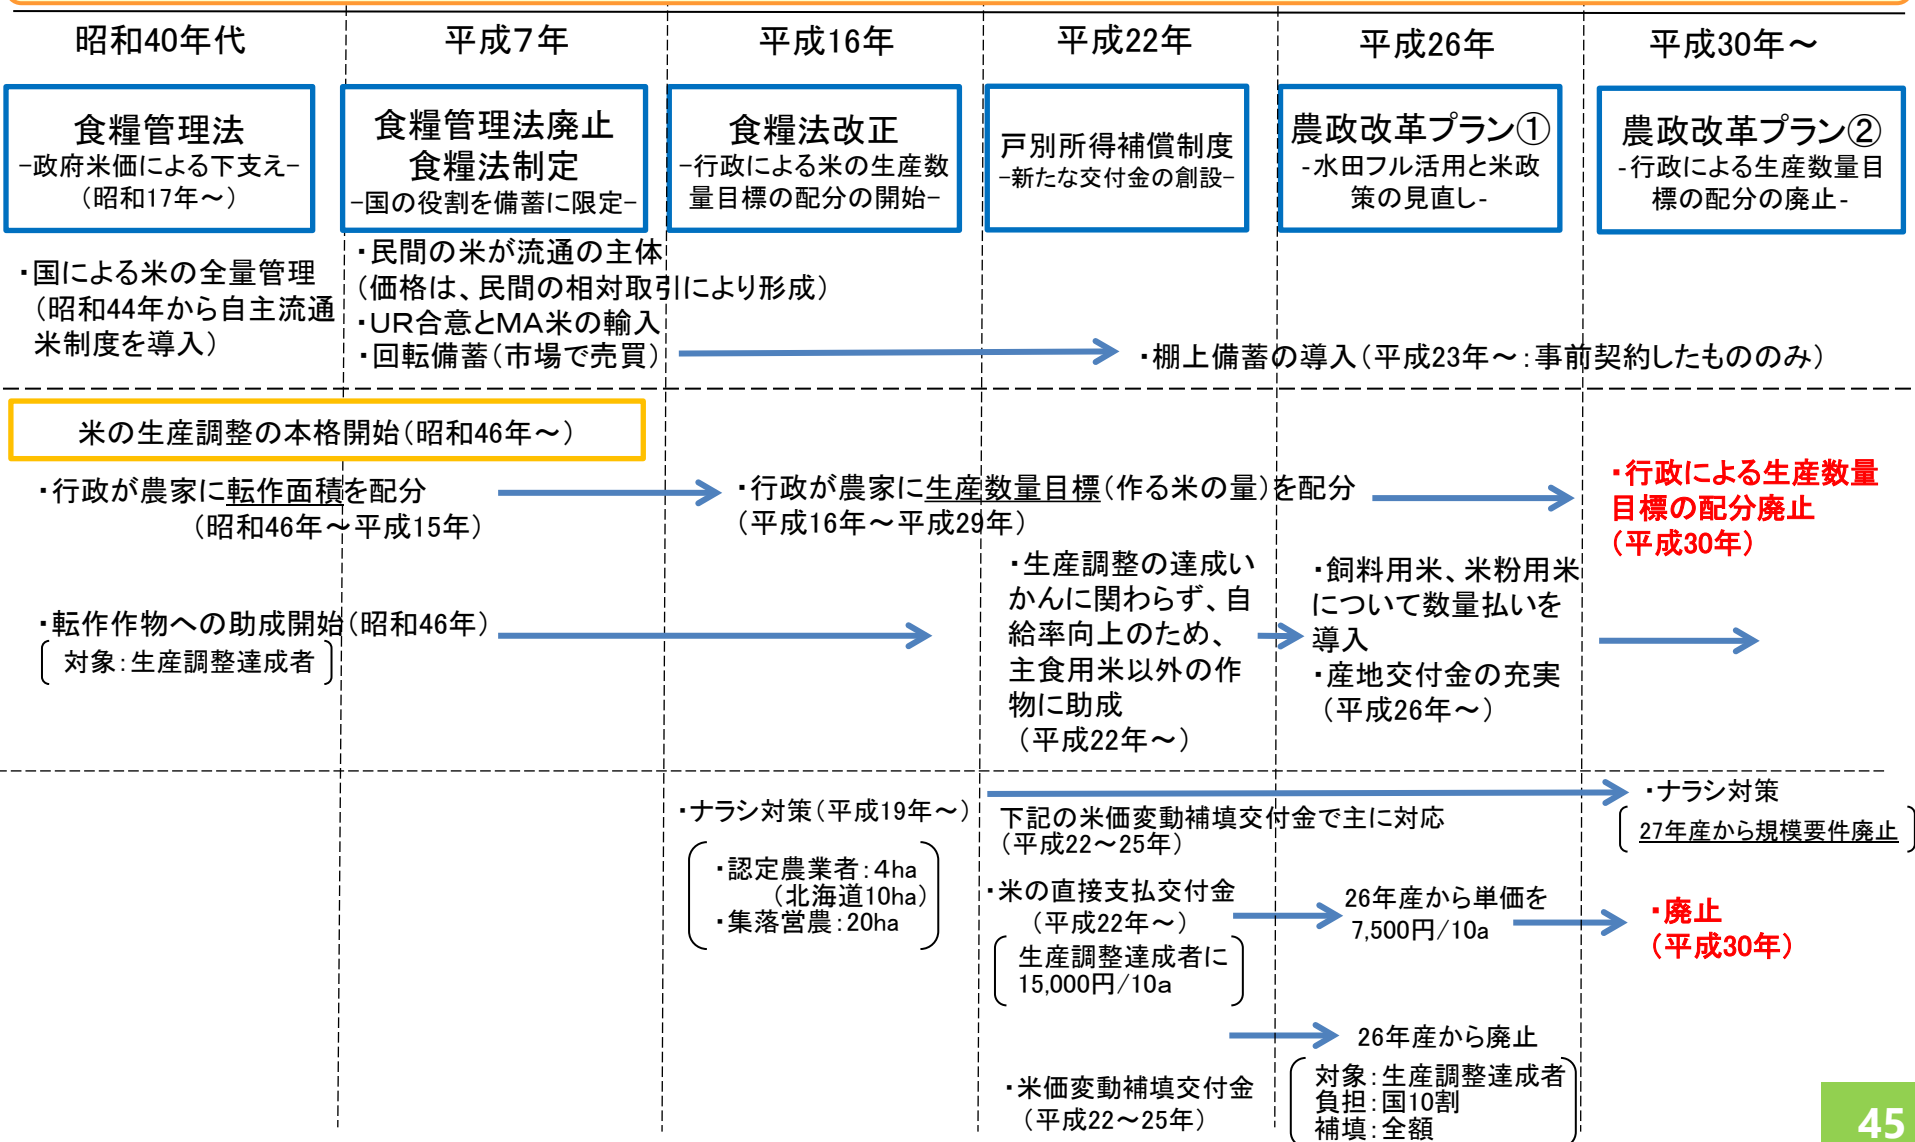 昭和40年代
平成7年
平成16年
平成22年
平成26年
平成30年～
食糧管理法
-政府米価による下支え-
(昭和17年～)
食糧管理法廃止
食糧法制定
-国の役割を備蓄に限定-
食糧法改正
-行政による米の生産数
量目標の配分の開始-
戸別所得補償制度
-新たな交付金の創設-
農政改革プラン①
-水田フル活用と米政
策の見直し-
農政改革プラン②
-行政による生産数量目
標の配分の廃止-
・国による米の全量管理
(昭和44年から自主流通
米制度を導入)
・民間の米が流通の主体
(価格は、民間の相対取引により形成)
・UR合意とMA米の輸入
・回転備蓄(市場で売買)
・棚上備蓄の導入(平成23年～:事前契約したもののみ)
米の生産調整の本格開始(昭和46年～)
・行政が農家に転作面積を配分
(昭和46年～平成15年)
・行政が農家に生産数量目標(作る米の量)を配分
(平成16年～平成29年)
・行政による生産数量
目標の配分廃止
(平成30年)
・転作作物への助成開始(昭和46年)
対象:生産調整達成者
・生産調整の達成い
かんに関わらず、自
給率向上のため、
主食用米以外の作
物に助成
(平成22年～)
・飼料用米、米粉用米
について数量払いを
導入
・産地交付金の充実
(平成26年～)
・ナラシ対策(平成19年～)
・認定農業者:4ha
(北海道10ha)
・集落営農:20ha
下記の米価変動補填交付金で主に対応
(平成22～25年)
・ナラシ対策
27年産から規模要件廃止
・米の直接支払交付金
(平成22年～)
生産調整達成者に
15,000円/10a
26年産から単価を
7,500円/10a
・廃止
(平成30年)
・米価変動補填交付金
(平成22～25年)
26年産から廃止
対象:生産調整達成者
負担:国10割
補填:全額
45